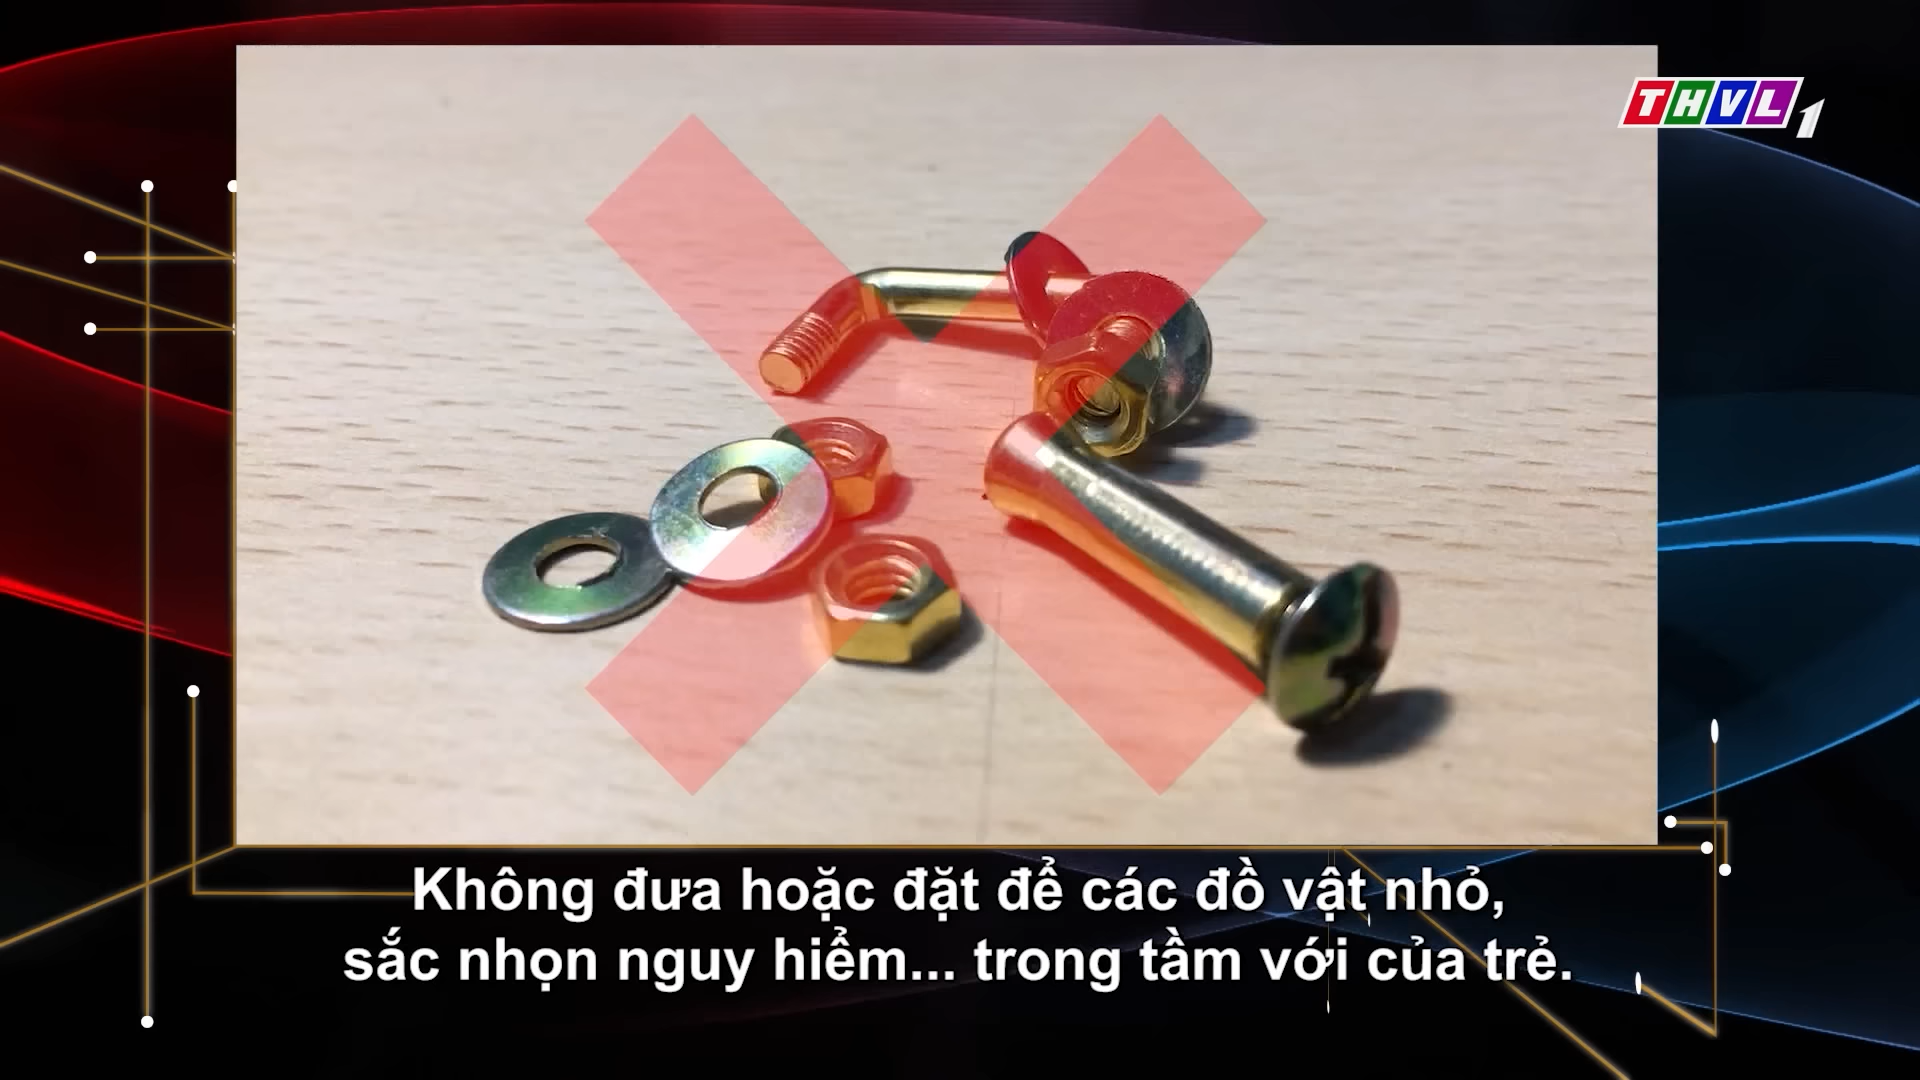 THVL1
Không đưa hoặc đặt để các đồ vật nhỏ,
sắc nhọn nguy hiểm... trong tầm với của trẻ.